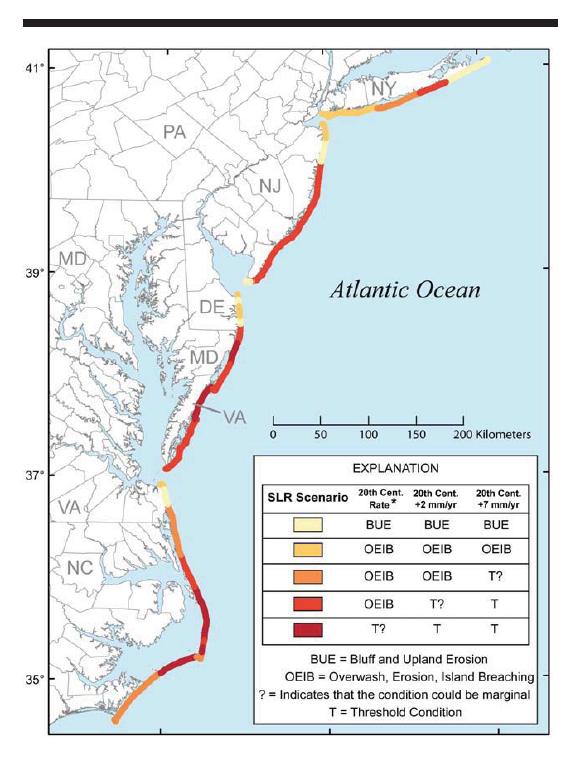 41°
NY
PA
NJ
MD
39°
Atlantic Ocean
DE
MD
VA
0 50 100 150 200 Kilometers
37°
EXPLANATION
SLR Scenario 20th Cent. Rate* 20th Cent. +2 mm/yr 20th Cent. +7 mm/yr
BUE BUE BUE
OEIB OEIB OEIB
OEIB OEIB T?
OEIB T? T
T? T T
BUE = Bluff and Upland Erosion
OEIB = Overwash, Erosion, Island Breaching
? = Indicates that the condition could be marginal
T = Threshold Condition
VA
NC
35°